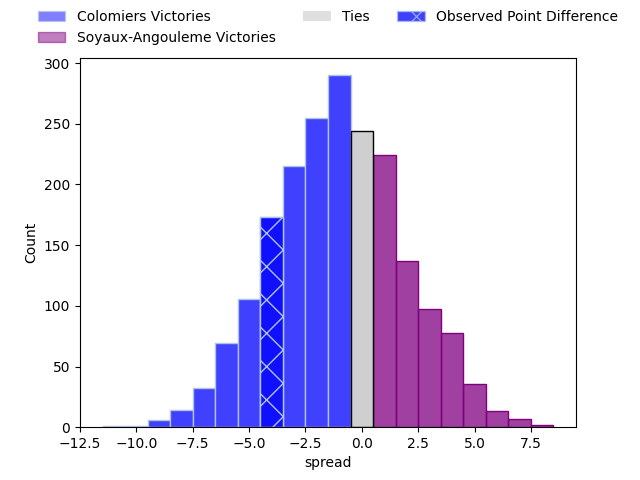 Colomiers Victories
Soyaux-Angouleme Victories
Ties
Observed Point Difference
300
250
200
150
100
50
0
Count
−12.5 −10.0 −7.5 −5.0 −2.5 0.0 2.5 5.0 7.5
spread